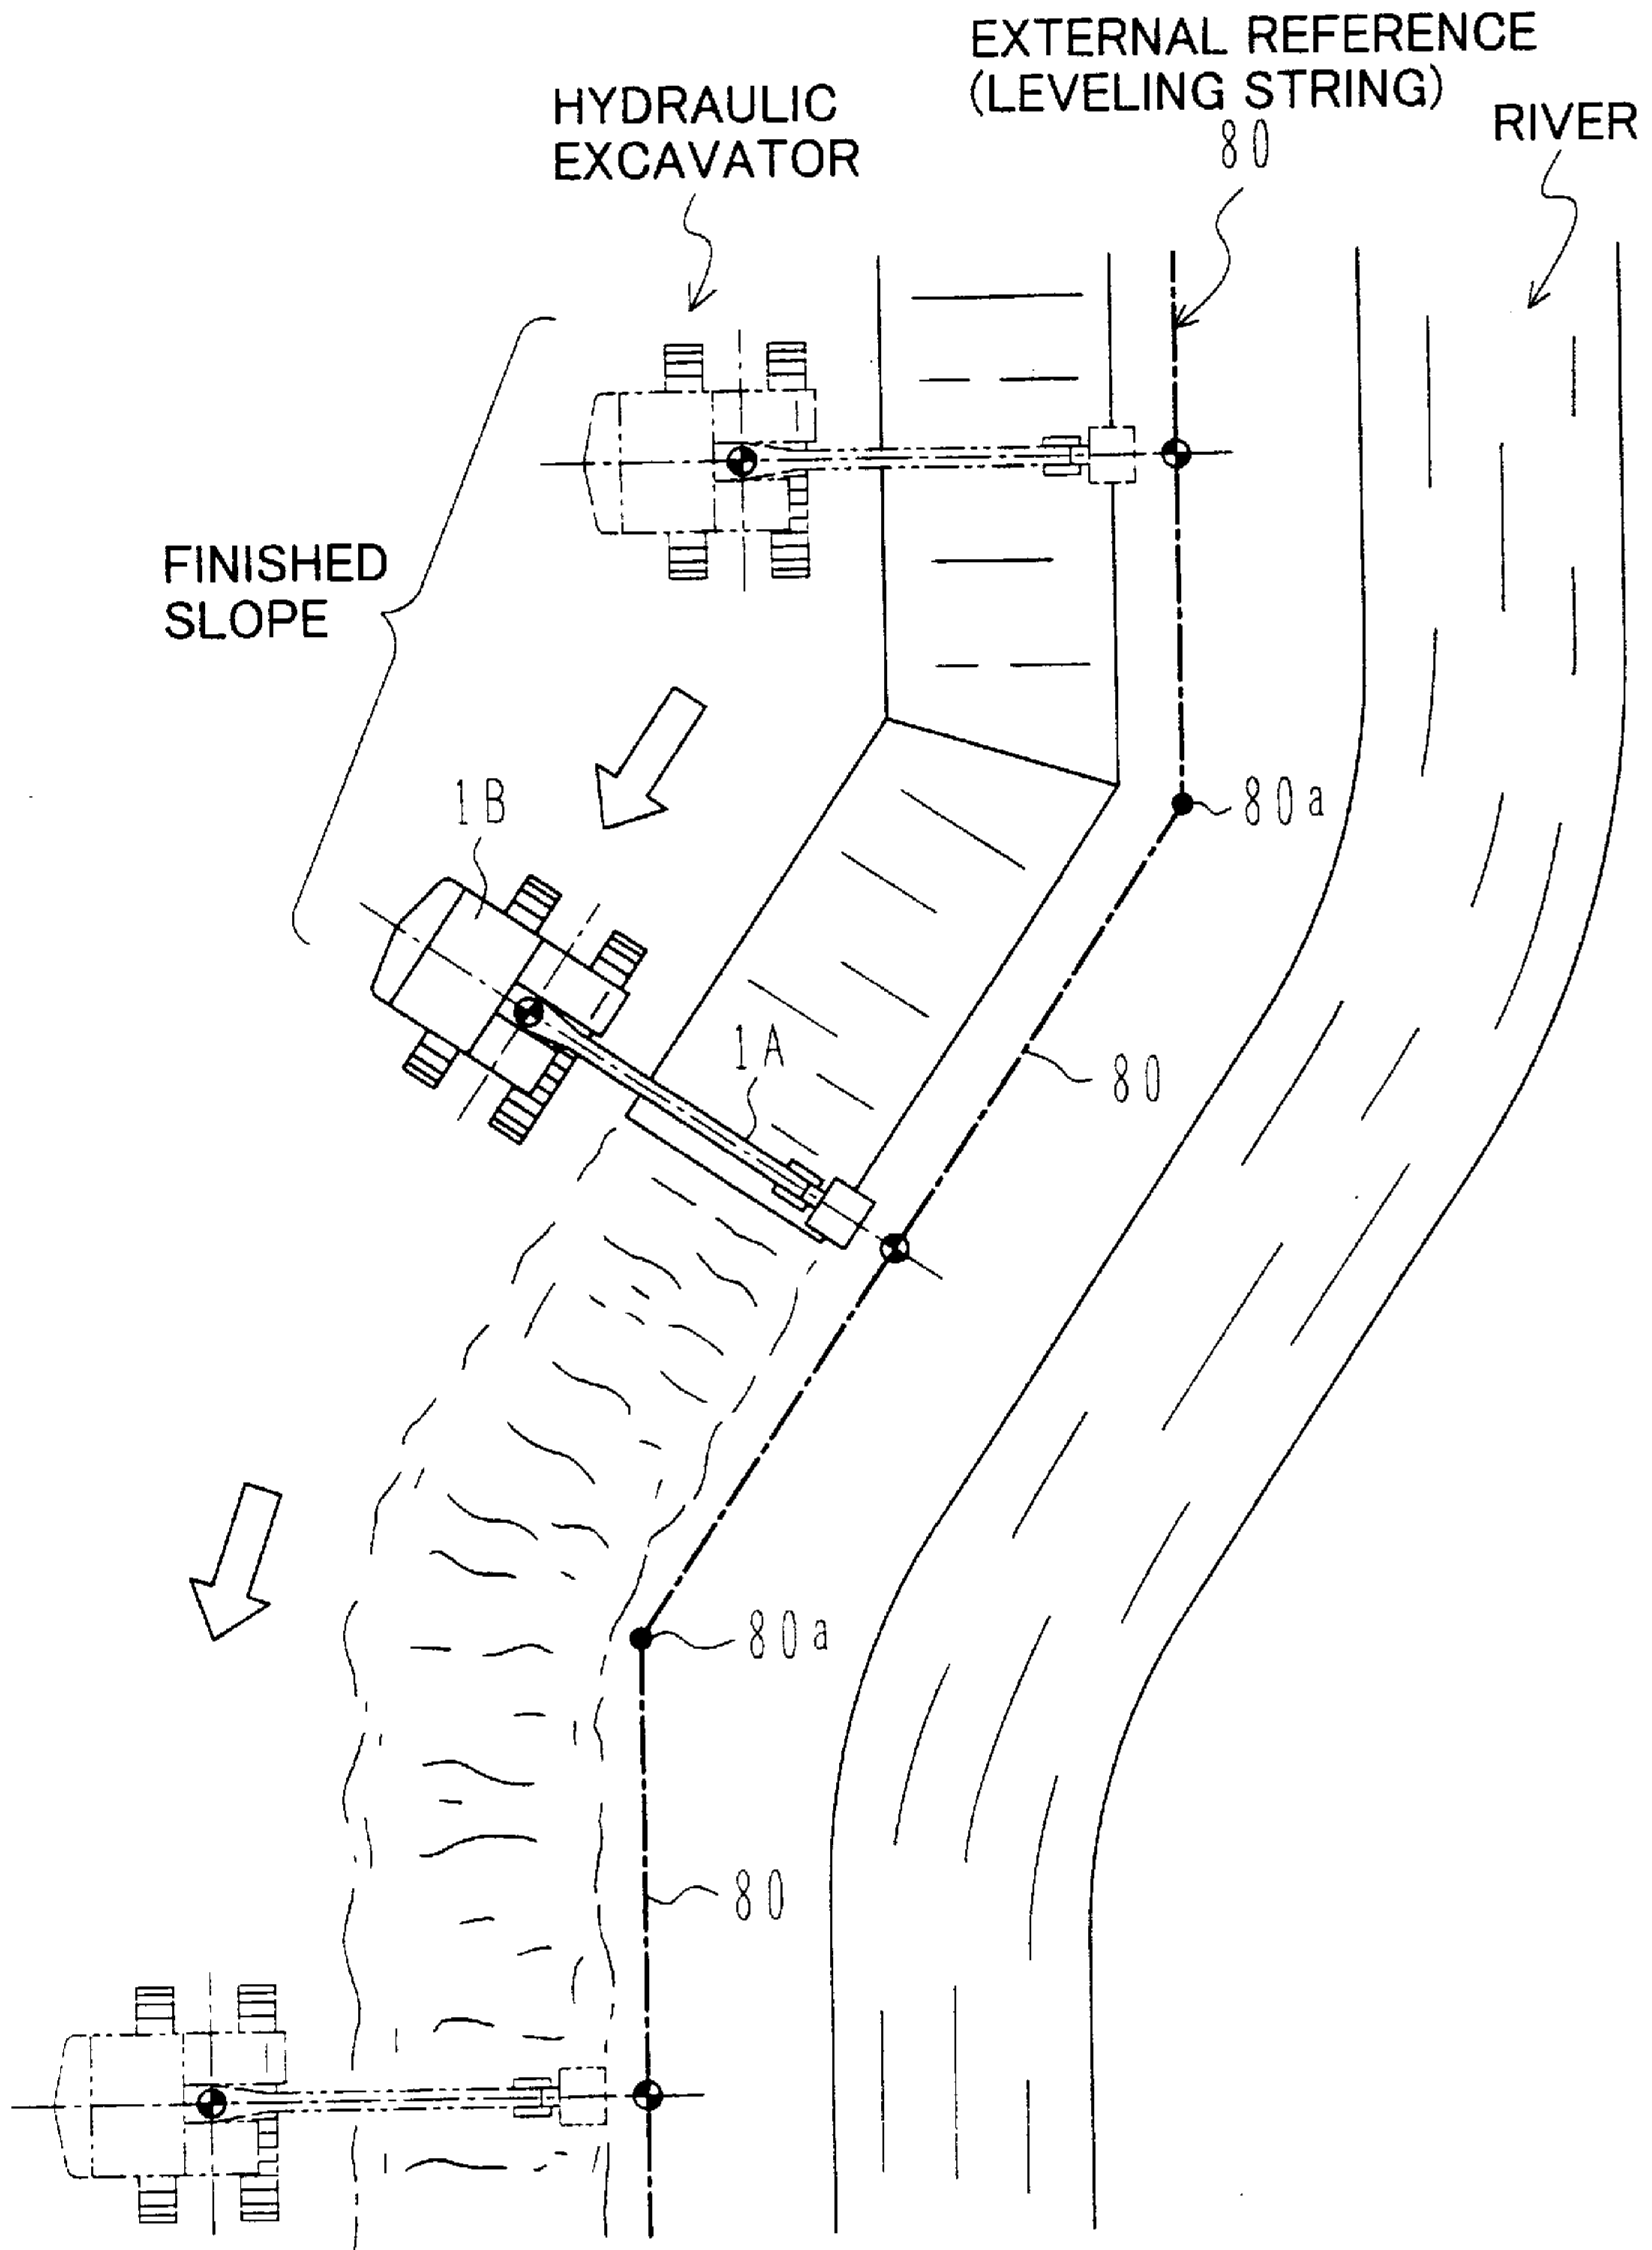 EXTERNAL REFERENCE
(LEVELING STRING)
80
HYDRAULIC
EXCAVATOR
RIVER
FINISHED
SLOPE
1B
80a
1A
80
80a
80